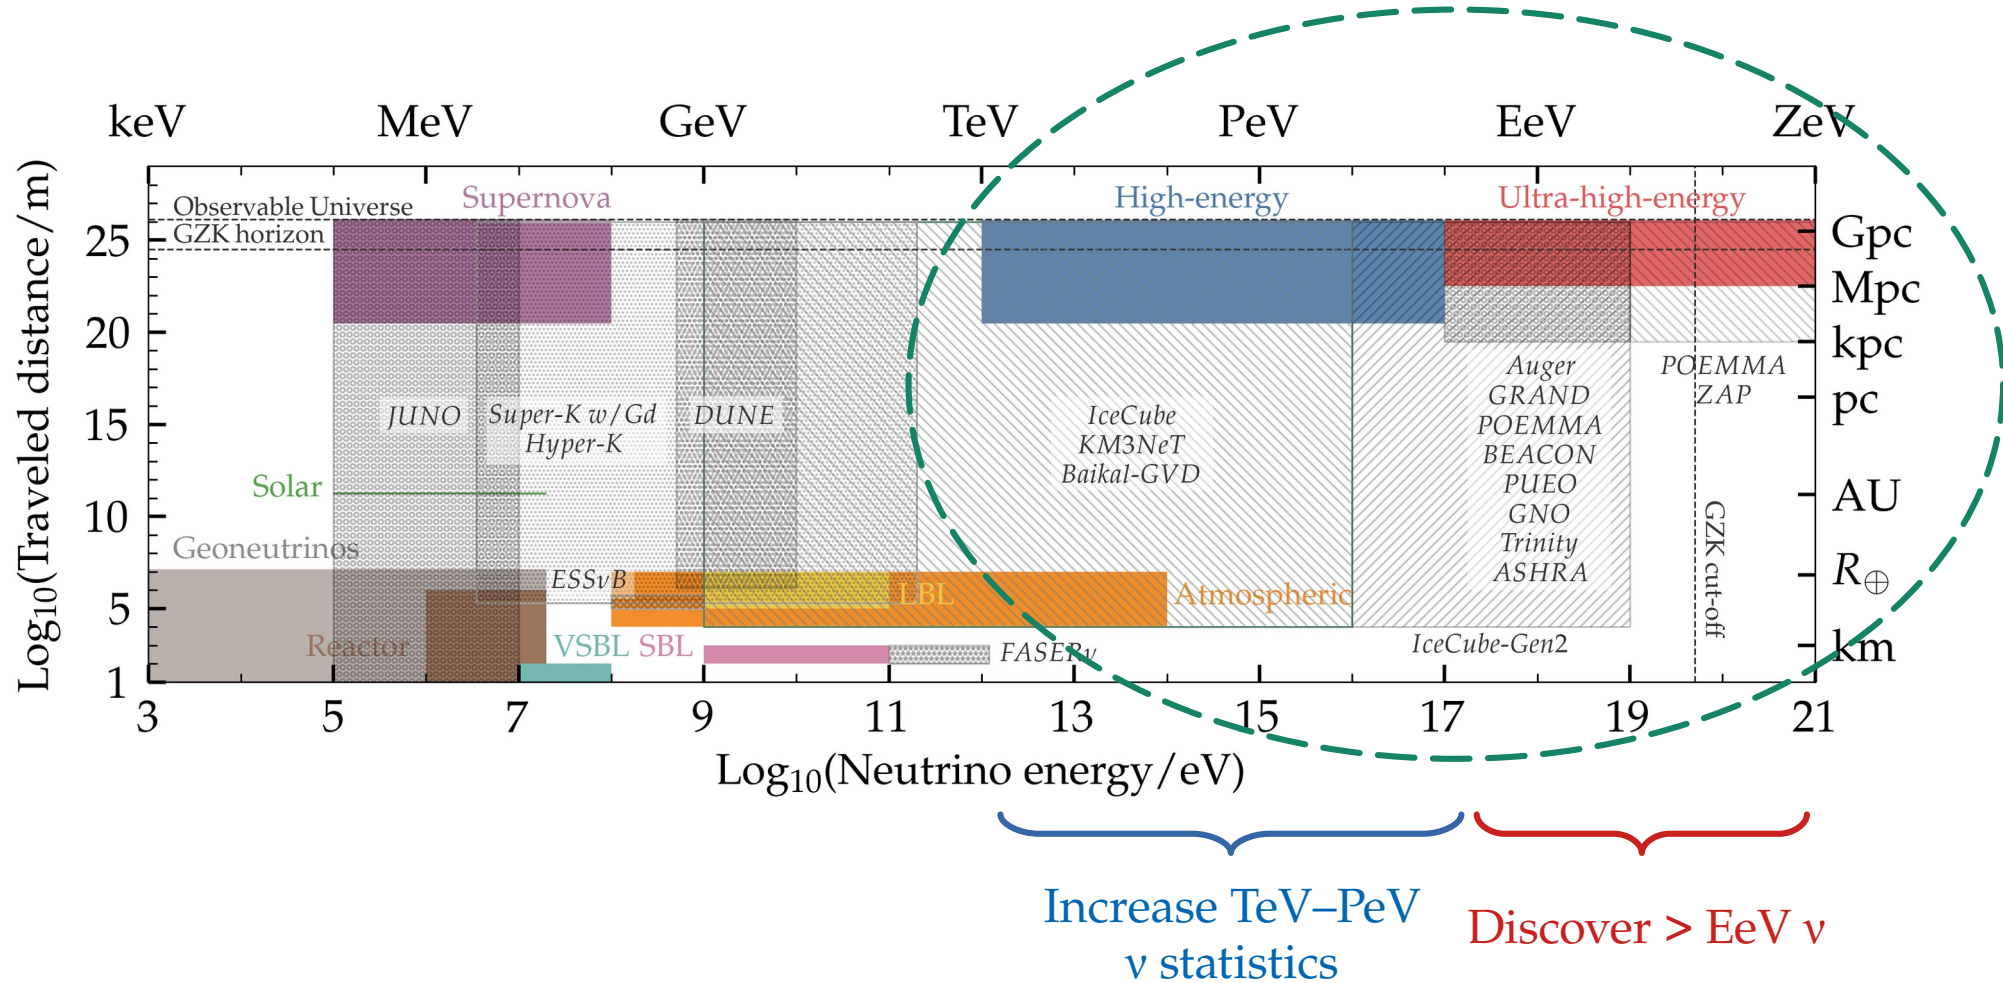 keV MeV GeV TeV PeV EeV ZeV
Log10(Traveled distance/m)
25
20
15
10
5
1
Observable Universe
GZK horizon
Supernova
High-energy
Ultra-high-energy
Gpc
Mpc
kpc
pc
AU
R⊕
km
JUNO
Super-K w/Gd
Hyper-K
DUNE
IceCube
KM3NeT
Baikal-GVD
Auger
GRAND
POEMMA
BEACON
PUEO
GNO
Trinity
ASHRA
POEMMA
ZAP
GZK cut-off
Solar
Geoneutrinos
ESSνB
LBL
Atmospheric
Reactor
VSBL
SBL
FASERν
IceCube-Gen2
3 5 7 9 11 13 15 17 19 21
Log10(Neutrino energy/eV)
Increase TeV–PeV
ν statistics
Discover > EeV ν